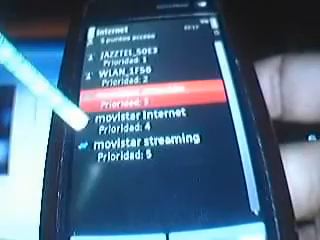 Internet
5 puntos acceso
JAZZTEL_50E3
Prioridad: 1
WLAN_1F56
Prioridad: 2
Prioridad: 3
movistar Internet
Prioridad: 4
movistar streaming
Prioridad: 5